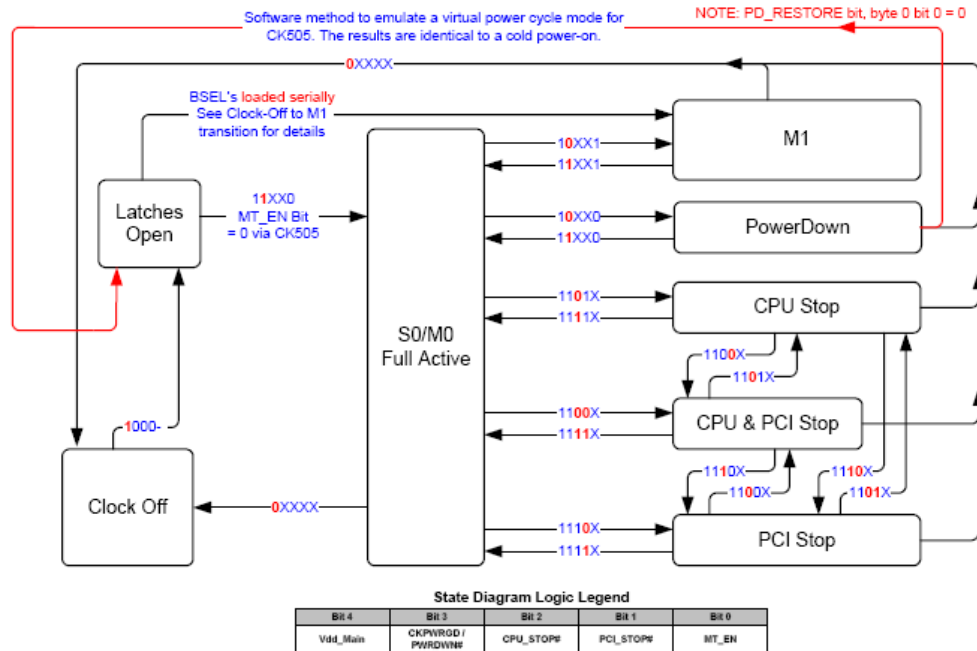 Software method to emulate a virtual power cycle mode for
CK505. The results are identical to a cold power-on.
NOTE: PD_RESTORE bit, byte 0 bit 0 = 0
0XXXX
BSEL's loaded serially
See Clock-Off to M1
transition for details
M1
10XX1
11XX1
Latches
Open
11XX0
MT_EN Bit
= 0 via CK505
10XX0
11XX0
PowerDown
S0/M0
Full Active
1101X
1111X
CPU Stop
1100X
1101X
1100X
1111X
CPU & PCI Stop
1000-
1110X
1100X
1110X
1101X
Clock Off
0XXXX
1110X
1111X
PCI Stop
State Diagram Logic Legend
Bit 4 Bit 3 Bit 2 Bit 1 Bit 0
Vdd_Main CKPWRGD / PWRDWN# CPU_STOP# PCI_STOP# MT_EN